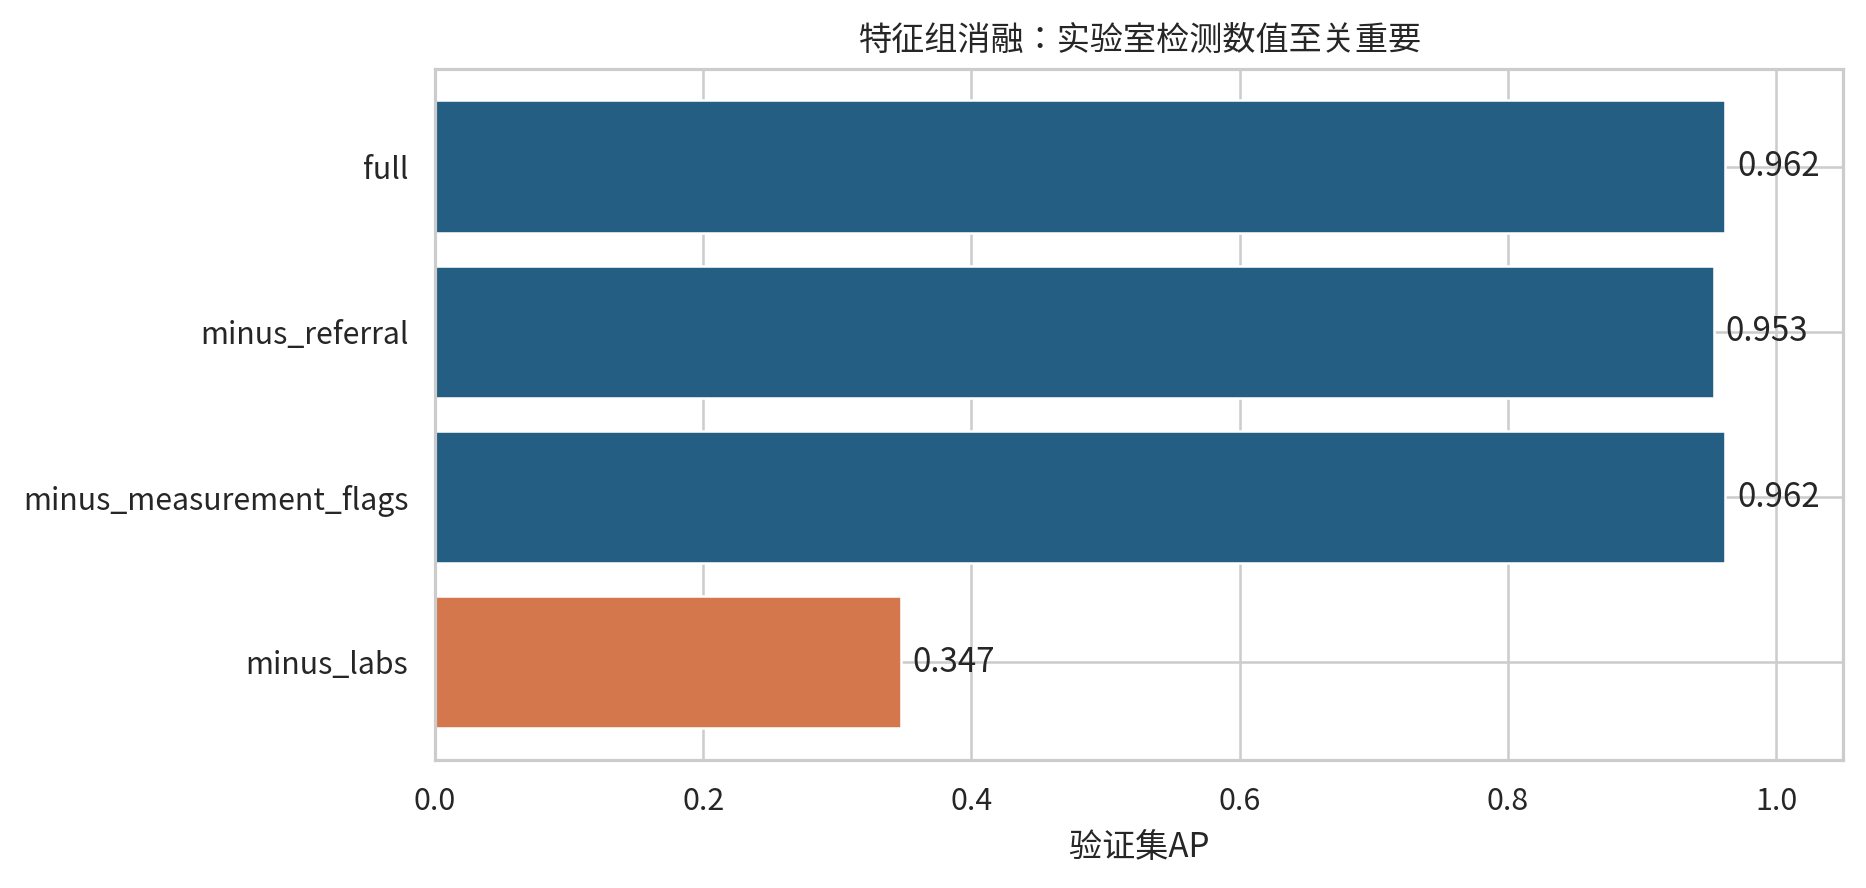 特征组消融：实验室检测数值至关重要
full
0.962
minus_referral
0.953
minus_measurement_flags
0.962
minus_labs
0.347
0.0 0.2 0.4 0.6 0.8 1.0
验证集AP